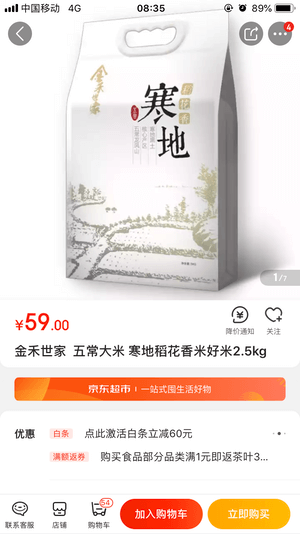 中国移动 4G 08:35 89%
4
金禾世家
稻花香
寒地
1/7
¥59.00
降价通知
关注
金禾世家 五常大米 寒地稻花香米好米2.5kg
京东超市 一站式囤生活好物
优惠 白条 点此激活白条立减60元
满额返券 购买食品部分品类满1元即返茶叶3...
54
联系客服 店铺 购物车 加入购物车 立即购买